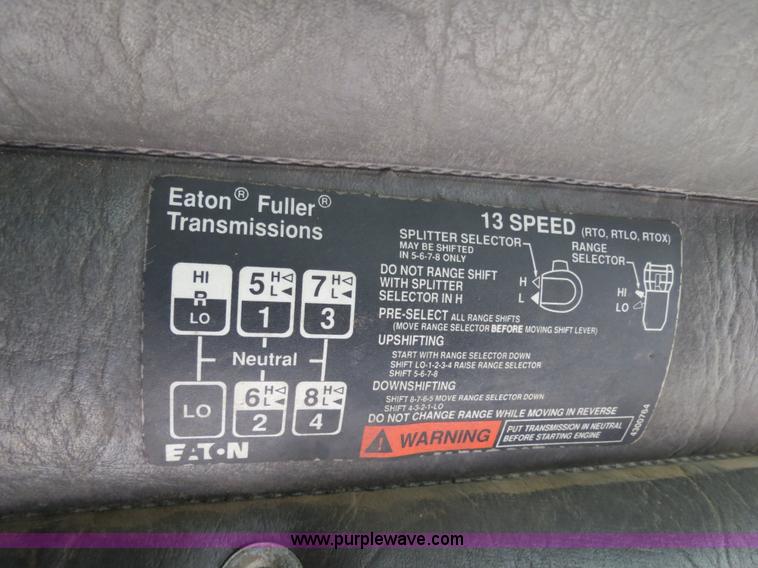 Eaton® Fuller®
Transmissions
13 SPEED (RTO, RTLO, RTOX)
SPLITTER SELECTOR
MAY BE SHIFTED
IN 5-6-7-8 ONLY
RANGE
SELECTOR
DO NOT RANGE SHIFT
WITH SPLITTER
SELECTOR IN H
H
L
HI
LO
PRE-SELECT ALL RANGE SHIFTS
(MOVE RANGE SELECTOR BEFORE MOVING SHIFT LEVER)
UPSHIFTING
START WITH RANGE SELECTOR DOWN
SHIFT LO-1-2-3-4 RAISE RANGE SELECTOR
SHIFT 5-6-7-8
DOWNSHIFTING
SHIFT 8-7-6-5 MOVE RANGE SELECTOR DOWN
SHIFT 4-3-2-1-LO
DO NOT CHANGE RANGE WHILE MOVING IN REVERSE
WARNING
PUT TRANSMISSION IN NEUTRAL
BEFORE STARTING ENGINE
4300764
HI
R
LO
5 H L
1
7 H L
3
Neutral
LO
6 H L
2
8 H L
4
EATON
www.purplewave.com